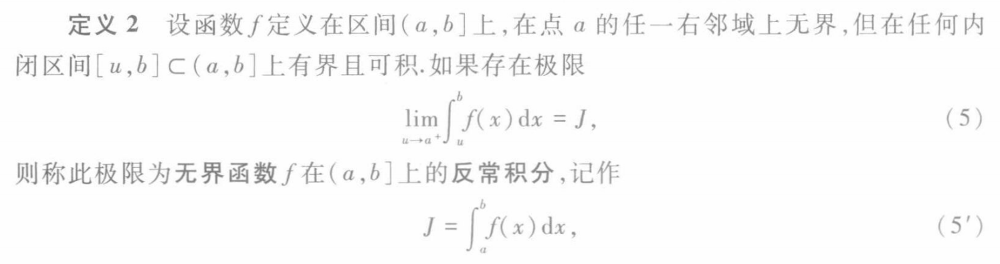 定义 2 设函数 f 定义在区间(a,b]上,在点 a 的任一右邻域上无界,但在任何内
闭区间[u,b]⊂(a,b]上有界且可积.如果存在极限
$\lim_{u \to a^+} \int_u^b f(x)\,\mathrm{d}x = J,$ (5)
则称此极限为无界函数 f 在(a,b]上的反常积分,记作
$J = \int_a^b f(x)\,\mathrm{d}x,$ (5′)